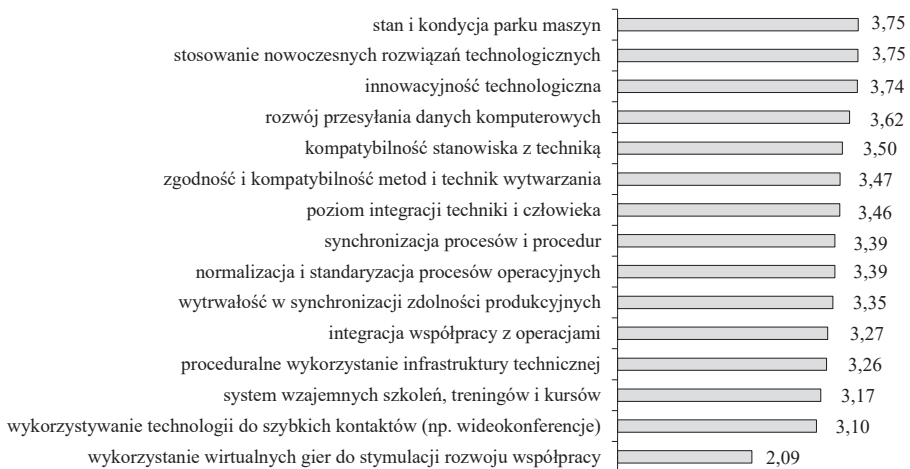 stan i kondycja parku maszyn 3,75
stosowanie nowoczesnych rozwiązań technologicznych 3,75
innowacyjność technologiczna 3,74
rozwój przesyłania danych komputerowych 3,62
kompatybilność stanowiska z techniką 3,50
zgodność i kompatybilność metod i technik wytwarzania 3,47
poziom integracji techniki i człowieka 3,46
synchronizacja procesów i procedur 3,39
normalizacja i standaryzacja procesów operacyjnych 3,39
wytrwałość w synchronizacji zdolności produkcyjnych 3,35
integracja współpracy z operacjami 3,27
proceduralne wykorzystanie infrastruktury technicznej 3,26
system wzajemnych szkoleń, treningów i kursów 3,17
wykorzystywanie technologii do szybkich kontaktów (np. wideokonferencje) 3,10
wykorzystanie wirtualnych gier do stymulacji rozwoju współpracy 2,09